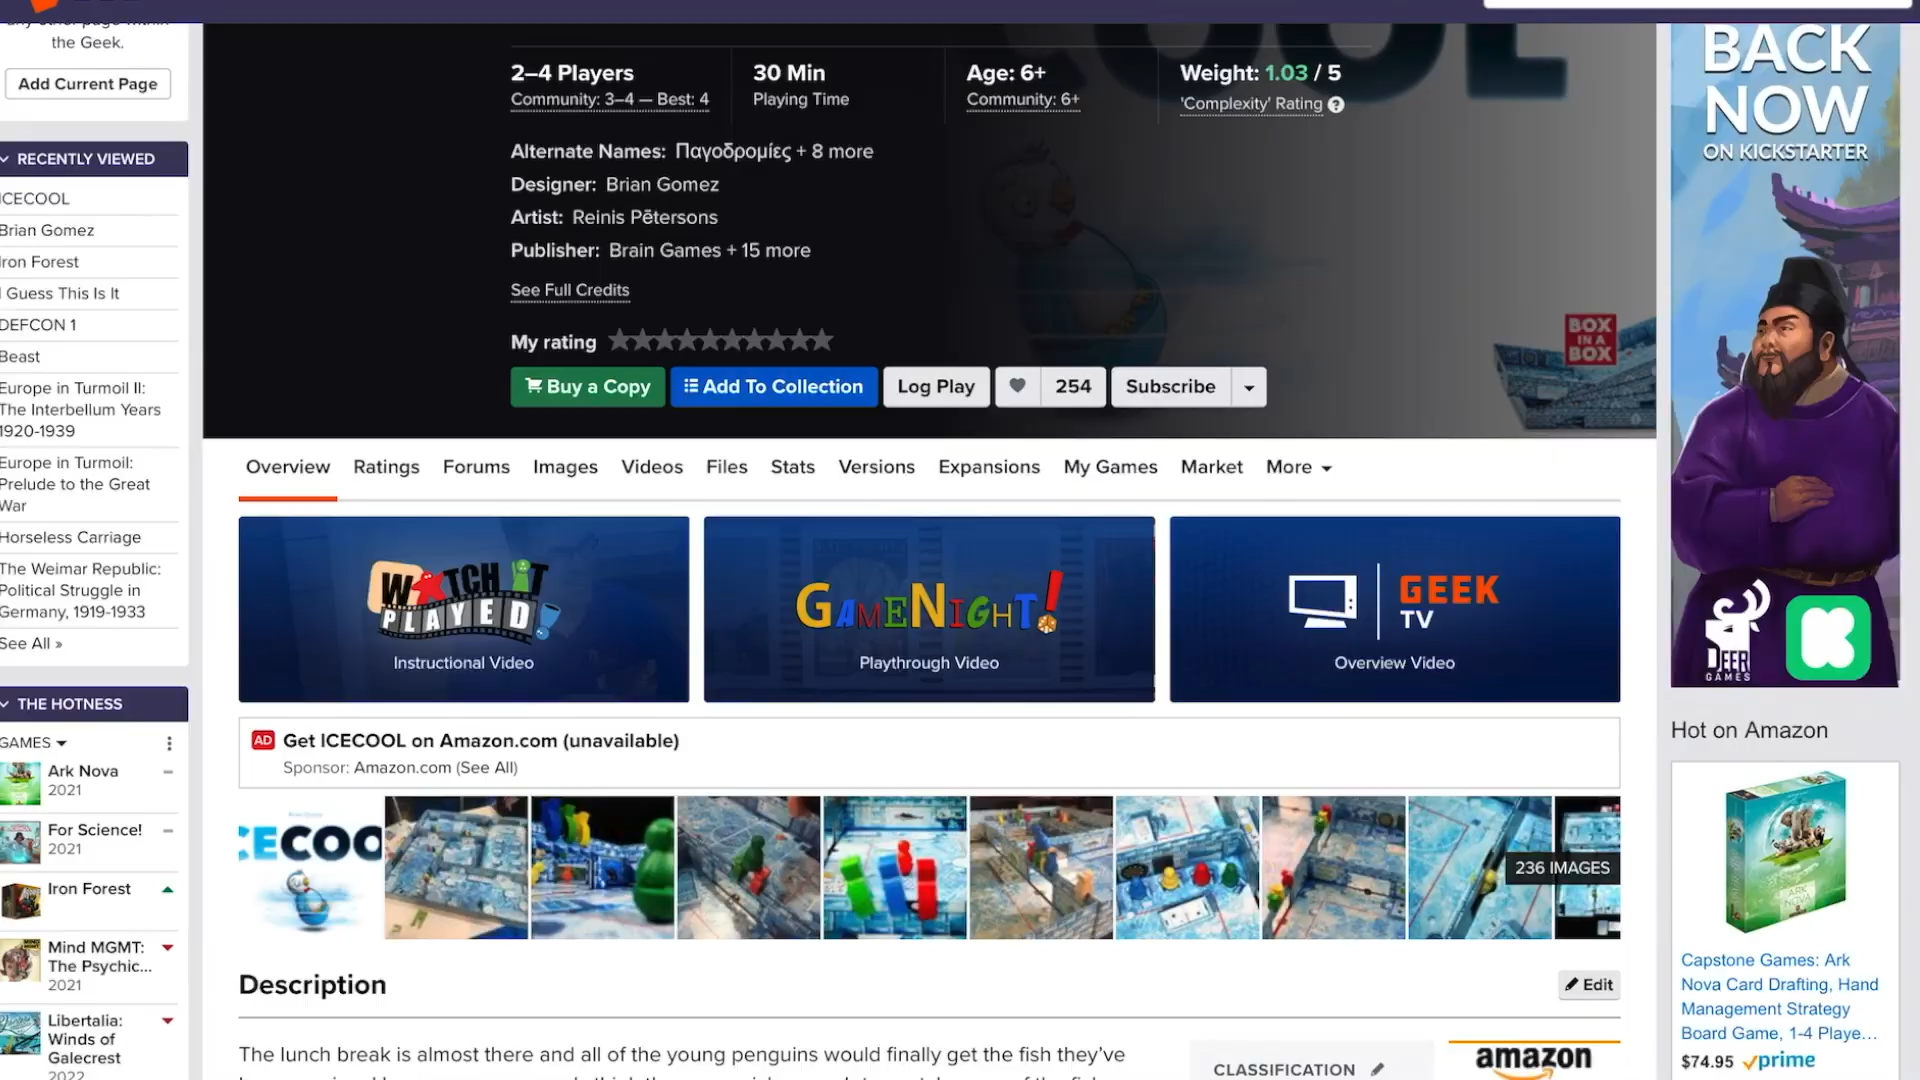 the Geek.
Add Current Page
RECENTLY VIEWED
ICECOOL
Brian Gomez
Iron Forest
I Guess This Is It
DEFCON 1
Beast
Europe in Turmoil II:
The Interbellum Years
1920-1939
Europe in Turmoil:
Prelude to the Great
War
Horseless Carriage
The Weimar Republic:
Political Struggle in
Germany, 1919-1933
See All »
THE HOTNESS
GAMES
Ark Nova
2021
For Science!
2021
Iron Forest
Mind MGMT:
The Psychic...
2021
Libertalia:
Winds of
Galecrest
2022
2–4 Players
Community: 3–4 — Best: 4
30 Min
Playing Time
Age: 6+
Community: 6+
Weight: 1.03 / 5
'Complexity' Rating ?
Alternate Names: Παγοδρομίες + 8 more
Designer: Brian Gomez
Artist: Reinis Pētersons
Publisher: Brain Games + 15 more
See Full Credits
My rating
Buy a Copy
Add To Collection
Log Play
254
Subscribe
BOX
IN A
BOX
Overview Ratings Forums Images Videos Files Stats Versions Expansions My Games Market More
WATCH IT
PLAYED
Instructional Video
GAMENIGHT!
Playthrough Video
GEEK
TV
Overview Video
AD Get ICECOOL on Amazon.com (unavailable)
Sponsor: Amazon.com (See All)
ICECOOL
236 IMAGES
Description
Edit
The lunch break is almost there and all of the young penguins would finally get the fish they've
CLASSIFICATION
amazon
BACK
NOW
ON KICKSTARTER
DEER
GAMES
K
Hot on Amazon
ARK
NOVA
Capstone Games: Ark
Nova Card Drafting, Hand
Management Strategy
Board Game, 1-4 Playe...
$74.95 prime